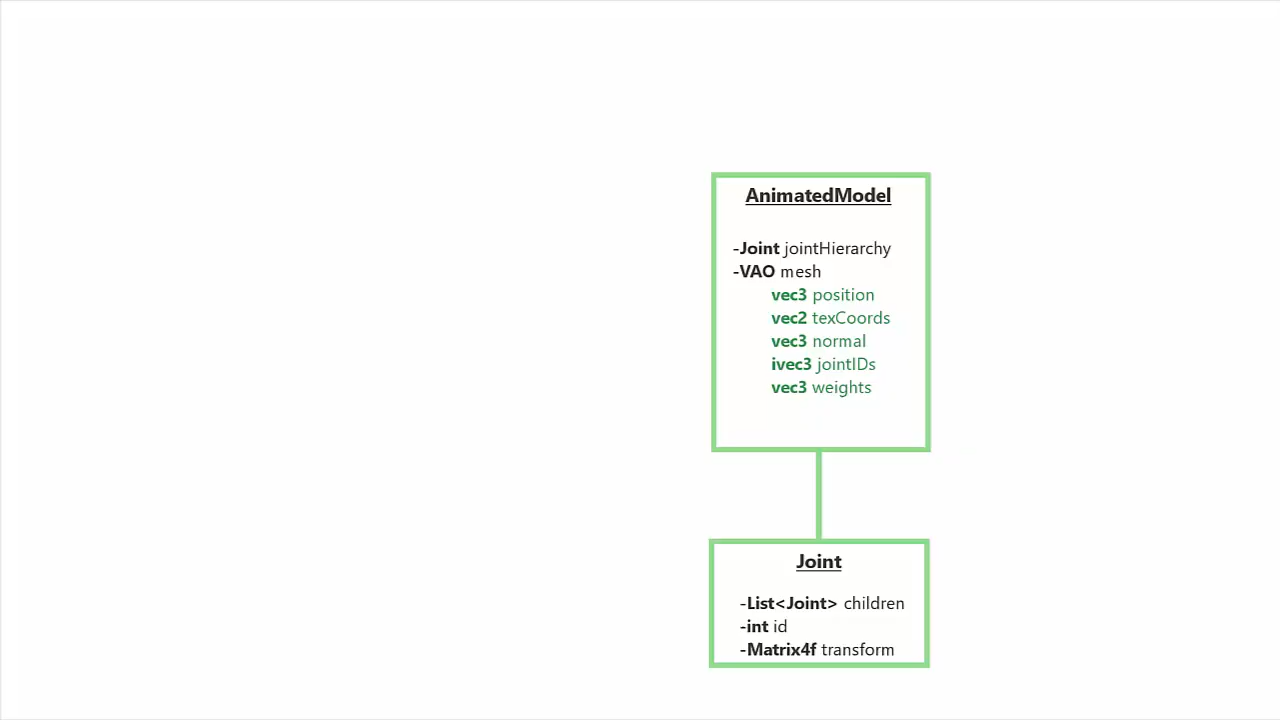 AnimatedModel
-Joint jointHierarchy
-VAO mesh
vec3 position
vec2 texCoords
vec3 normal
ivec3 jointIDs
vec3 weights
Joint
-List<Joint> children
-int id
-Matrix4f transform